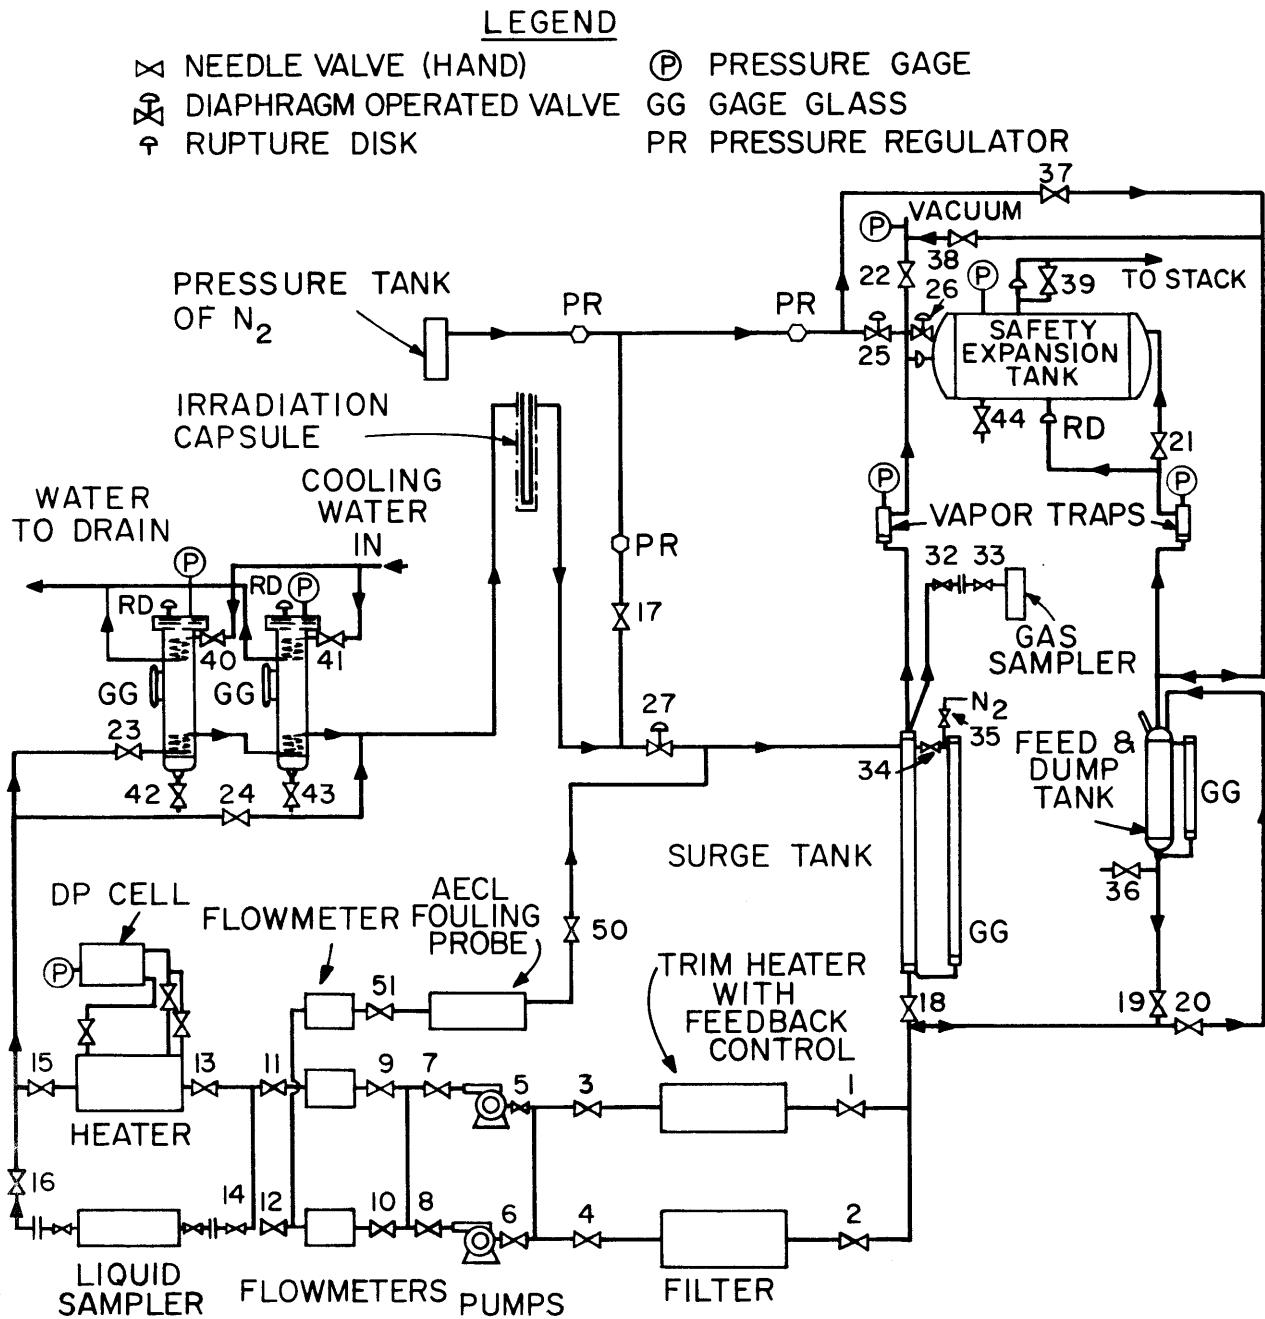 LEGEND
NEEDLE VALVE (HAND)
P PRESSURE GAGE
DIAPHRAGM OPERATED VALVE
GG GAGE GLASS
RUPTURE DISK
PR PRESSURE REGULATOR
37
P
VACUUM
38
22
P
39
TO STACK
26
PRESSURE TANK
OF N2
PR
PR
25
SAFETY
EXPANSION
TANK
44
RD
21
IRRADIATION
CAPSULE
COOLING
WATER
IN
WATER
TO DRAIN
P
P
VAPOR TRAPS
PR
P
RD
RD
P
32
33
17
40
41
GAS
SAMPLER
GG
GG
27
N2
35
34
23
42
24
43
FEED &
DUMP
TANK
GG
SURGE TANK
36
DP CELL
FLOWMETER
AECL
FOULING
PROBE
50
GG
P
51
TRIM HEATER
WITH
FEEDBACK
CONTROL
18
19
20
15
13
11
9
7
5
3
1
HEATER
16
14
12
10
8
6
4
2
LIQUID
SAMPLER
FLOWMETERS
PUMPS
FILTER